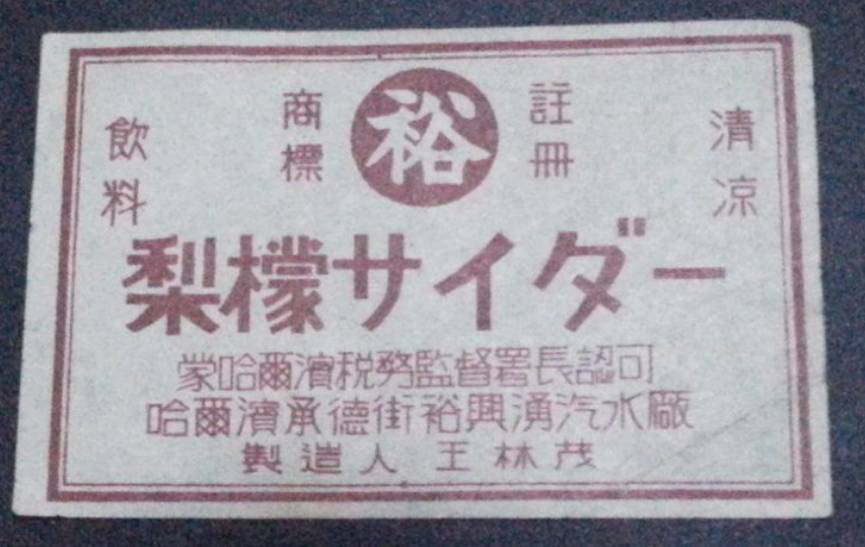 清凉
註冊
裕
商標
飲料
梨檬サイダー
蒙哈爾濱税務監督署長認可
哈爾濱承德街裕興湧汽水廠
製造人 王林茂